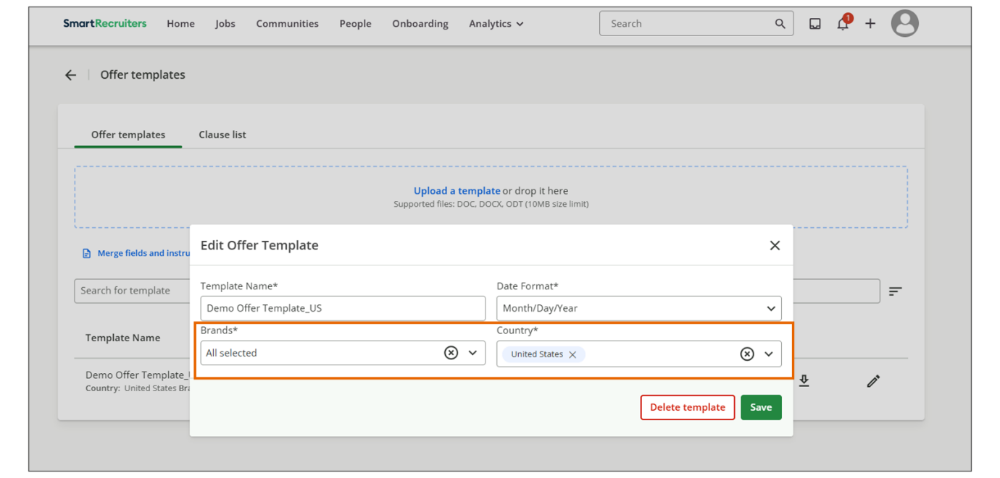 SmartRecruiters Home Jobs Communities People Onboarding Analytics Search 1
Offer templates
Offer templates Clause list
Upload a template or drop it here
Supported files: DOC, DOCX, ODT (10MB size limit)
Merge fields and
Search for template
Template Name
Demo Offer Template_
Country: United States
Edit Offer Template
Template Name* Date Format*
Demo Offer Template_US Month/Day/Year
Brands* Country*
All selected United States
Delete template Save